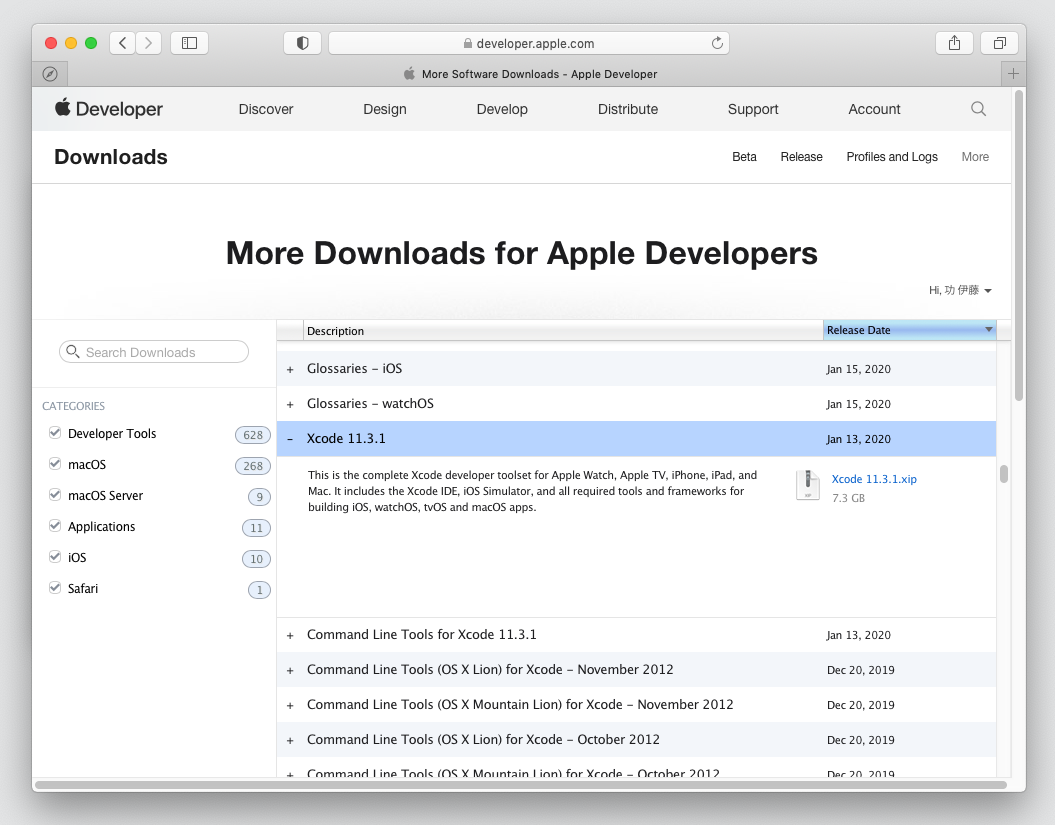 developer.apple.com
More Software Downloads - Apple Developer
Developer Discover Design Develop Distribute Support Account
Downloads Beta Release Profiles and Logs More
More Downloads for Apple Developers
Hi, 功 伊藤
Description Release Date
Search Downloads
CATEGORIES
Developer Tools 628
macOS 268
macOS Server 9
Applications 11
iOS 10
Safari 1
+ Glossaries – iOS Jan 15, 2020
+ Glossaries – watchOS Jan 15, 2020
– Xcode 11.3.1 Jan 13, 2020
This is the complete Xcode developer toolset for Apple Watch, Apple TV, iPhone, iPad, and
Mac. It includes the Xcode IDE, iOS Simulator, and all required tools and frameworks for
building iOS, watchOS, tvOS and macOS apps.
XIP
Xcode 11.3.1.xip
7.3 GB
+ Command Line Tools for Xcode 11.3.1 Jan 13, 2020
+ Command Line Tools (OS X Lion) for Xcode – November 2012 Dec 20, 2019
+ Command Line Tools (OS X Mountain Lion) for Xcode – November 2012 Dec 20, 2019
+ Command Line Tools (OS X Lion) for Xcode – October 2012 Dec 20, 2019
+ Command Line Tools (OS X Mountain Lion) for Xcode – October 2012 Dec 20, 2019